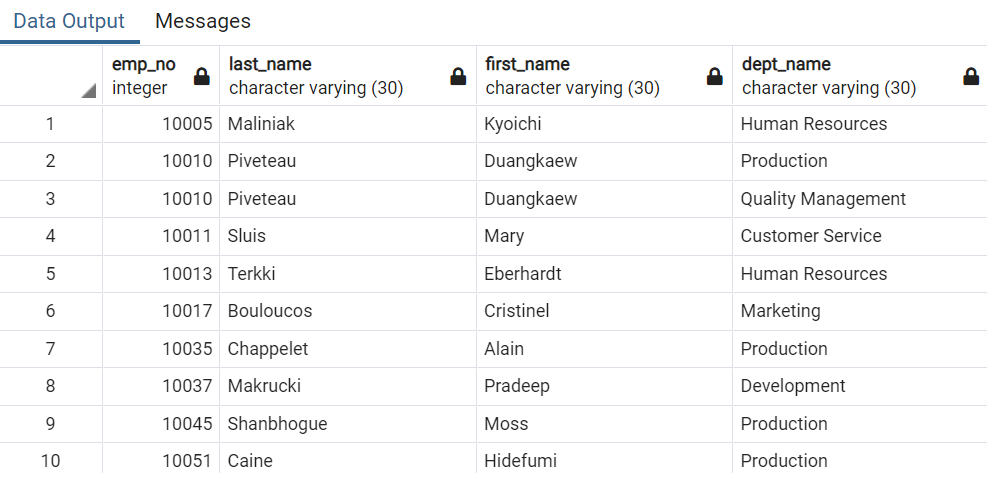 Data Output Messages
emp_no last_name first_name dept_name
integer character varying (30) character varying (30) character varying (30)
1 10005 Maliniak Kyoichi Human Resources
2 10010 Piveteau Duangkaew Production
3 10010 Piveteau Duangkaew Quality Management
4 10011 Sluis Mary Customer Service
5 10013 Terkki Eberhardt Human Resources
6 10017 Bouloucos Cristinel Marketing
7 10035 Chappelet Alain Production
8 10037 Makrucki Pradeep Development
9 10045 Shanbhogue Moss Production
10 10051 Caine Hidefumi Production